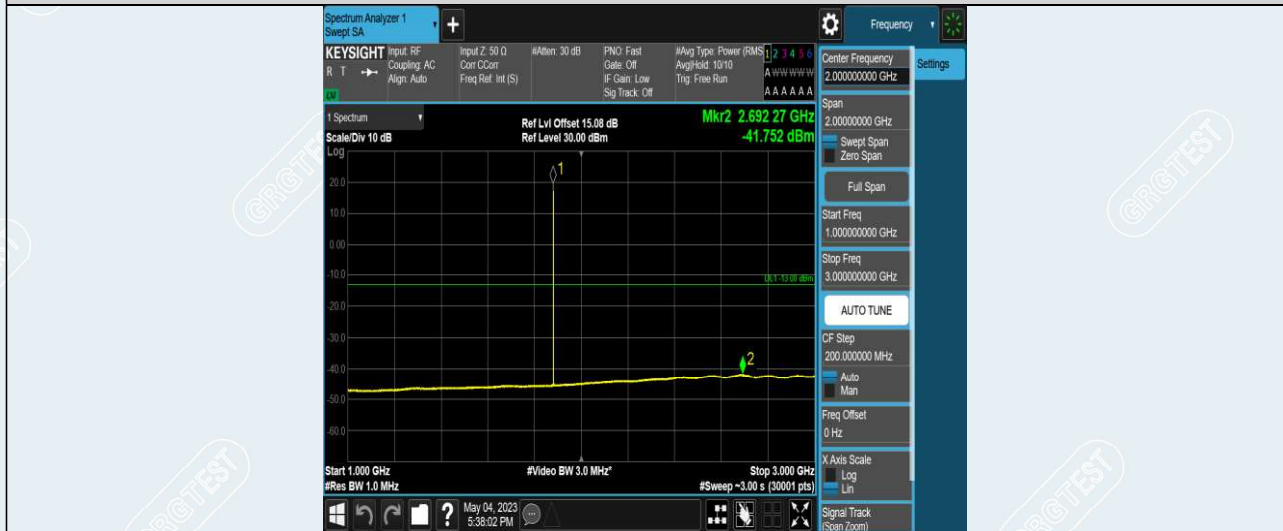 Spectrum Analyzer 1
Swept SA
+
Frequency
KEYSIGHT
R T
Input: RF
Coupling: AC
Align: Auto
Input Z: 50 Ω
Corr CCorr
Freq Ref: Int (S)
#Atten: 30 dB
PNO: Fast
Gate: Off
IF Gain: Low
Sig Track: Off
#Avg Type: Power (RMS
Avg|Hold: 10/10
Trig: Free Run
1 2 3 4 5 6
A W W W W W
A A A A A A
1 Spectrum
Scale/Div 10 dB
Log
Ref Lvl Offset 15.08 dB
Ref Level 30.00 dBm
Mkr2 2.692 27 GHz
-41.752 dBm
1
20.0
10.0
0.00
-10.0
DL1 -13.00 dBm
-20.0
-30.0
2
-40.0
-50.0
-60.0
Start 1.000 GHz
#Res BW 1.0 MHz
#Video BW 3.0 MHz*
Stop 3.000 GHz
#Sweep ~3.00 s (30001 pts)
?
May 04, 2023
5:38:02 PM
Settings
Center Frequency
2.000000000 GHz
Span
2.00000000 GHz
Swept Span
Zero Span
Full Span
Start Freq
1.000000000 GHz
Stop Freq
3.000000000 GHz
AUTO TUNE
CF Step
200.000000 MHz
Auto
Man
Freq Offset
0 Hz
X Axis Scale
Log
Lin
Signal Track
(Span Zoom)
GRGTEST
GRGTEST
GRGTEST
GRGTEST